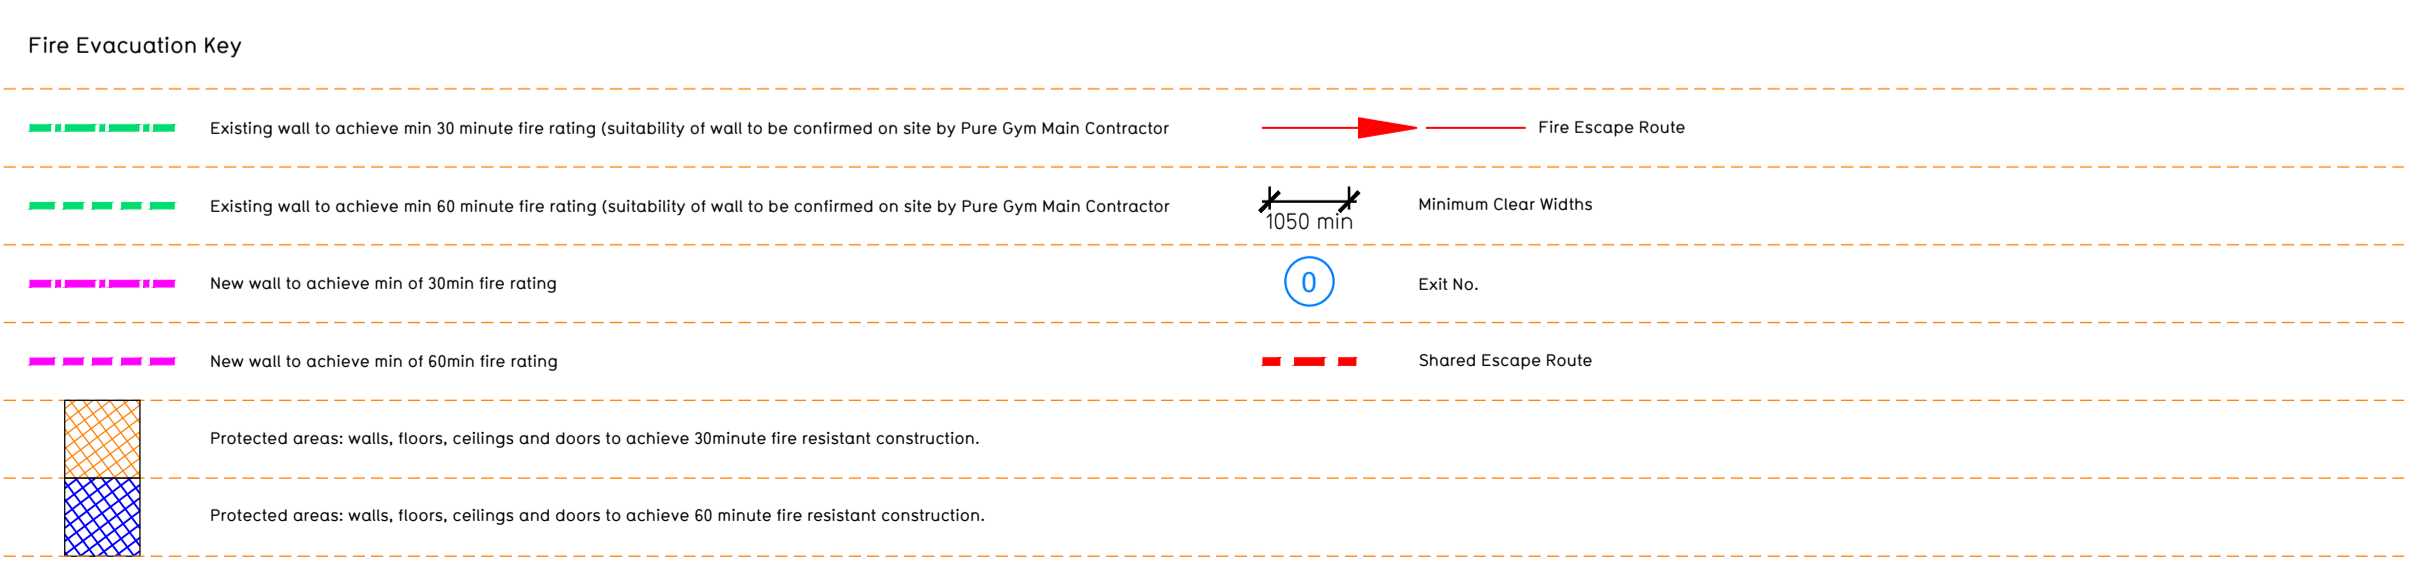 Fire Evacuation Key
Existing wall to achieve min 30 minute fire rating (suitability of wall to be confirmed on site by Pure Gym Main Contractor
Fire Escape Route
Existing wall to achieve min 60 minute fire rating (suitability of wall to be confirmed on site by Pure Gym Main Contractor
1050 min
Minimum Clear Widths
New wall to achieve min of 30min fire rating
0
Exit No.
New wall to achieve min of 60min fire rating
Shared Escape Route
Protected areas: walls, floors, ceilings and doors to achieve 30minute fire resistant construction.
Protected areas: walls, floors, ceilings and doors to achieve 60 minute fire resistant construction.